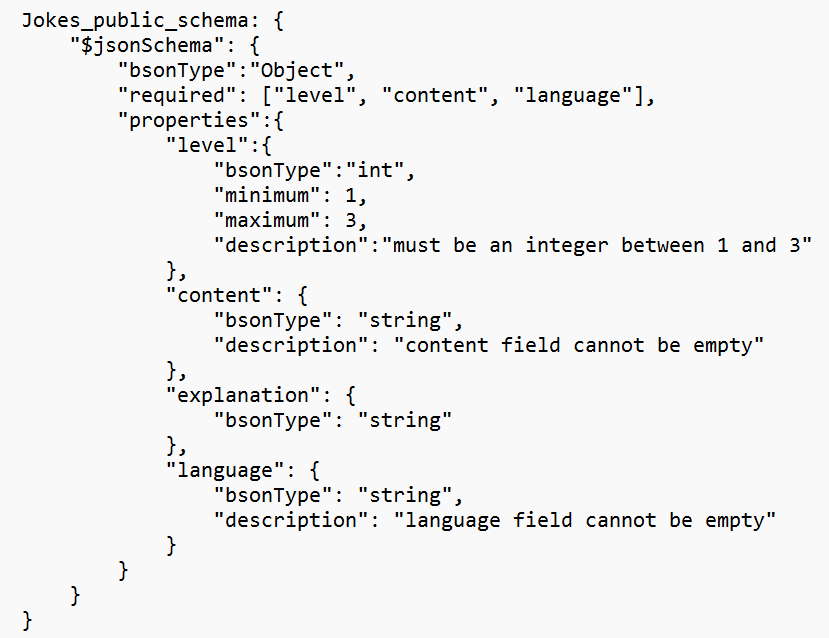 Jokes_public_schema: {
    "$jsonSchema": {
        "bsonType":"Object",
        "required": ["level", "content", "language"],
        "properties":{
            "level":{
                "bsonType":"int",
                "minimum": 1,
                "maximum": 3,
                "description":"must be an integer between 1 and 3"
            },
            "content": {
                "bsonType": "string",
                "description": "content field cannot be empty"
            },
            "explanation": {
                "bsonType": "string"
            },
            "language": {
                "bsonType": "string",
                "description": "language field cannot be empty"
            }
        }
    }
}